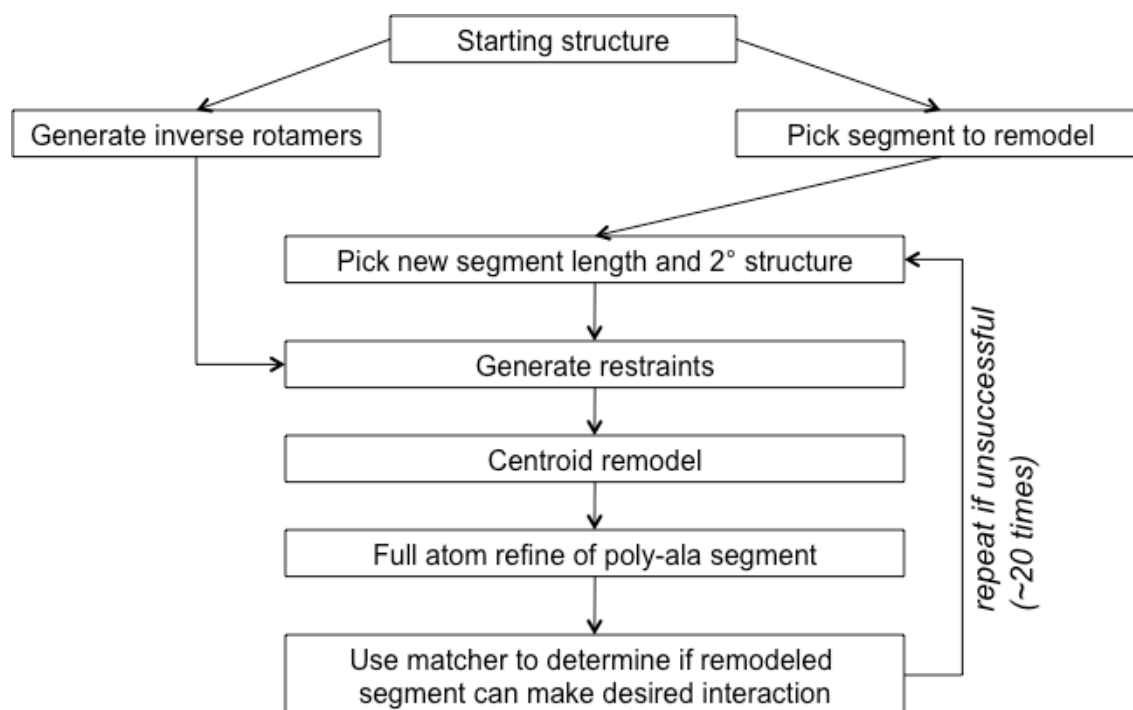 Starting structure
Generate inverse rotamers
Pick segment to remodel
Pick new segment length and 2° structure
Generate restraints
Centroid remodel
Full atom refine of poly-ala segment
Use matcher to determine if remodeled
segment can make desired interaction
repeat if unsuccessful
(~20 times)